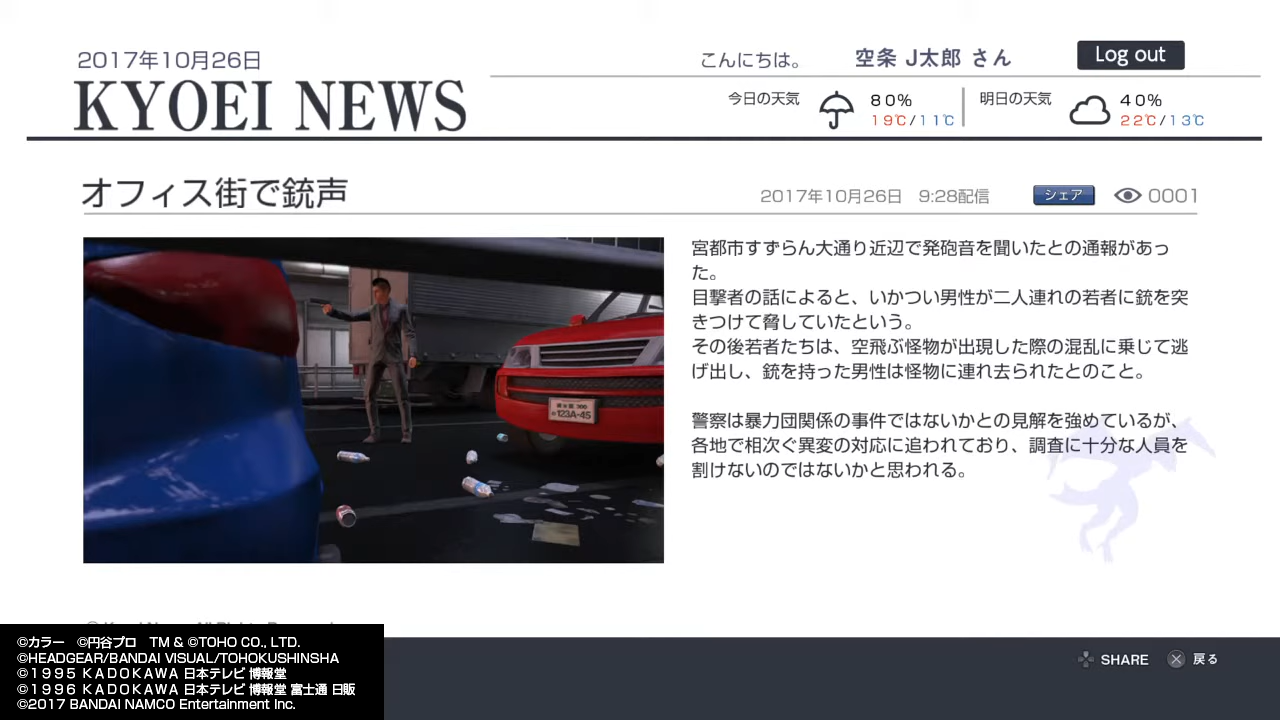 2017年10月26日
KYOEI NEWS
こんにちは。 空条 J太郎 さん Log out
今日の天気 80% 19℃/11℃ 明日の天気 40% 22℃/13℃
オフィス街で銃声
2017年10月26日 9:28配信 シェア 0001
宮都市すずらん大通り近辺で発砲音を聞いたとの通報があっ
た。
目撃者の話によると、いかつい男性が二人連れの若者に銃を突
きつけて脅していたという。
その後若者たちは、空飛ぶ怪物が出現した際の混乱に乗じて逃
げ出し、銃を持った男性は怪物に連れ去られたとのこと。
警察は暴力団関係の事件ではないかとの見解を強めているが、
各地で相次ぐ異変の対応に追われており、調査に十分な人員を
割けないのではないかと思われる。
123A-45
©カラー ©円谷プロ TM & ©TOHO CO., LTD.
©HEADGEAR/BANDAI VISUAL/TOHOKUSHINSHA
©１９９５ ＫＡＤＯＫＡＷＡ 日本テレビ 博報堂
©１９９６ ＫＡＤＯＫＡＷＡ 日本テレビ 博報堂 富士通 日販
©2017 BANDAI NAMCO Entertainment Inc.
SHARE 戻る